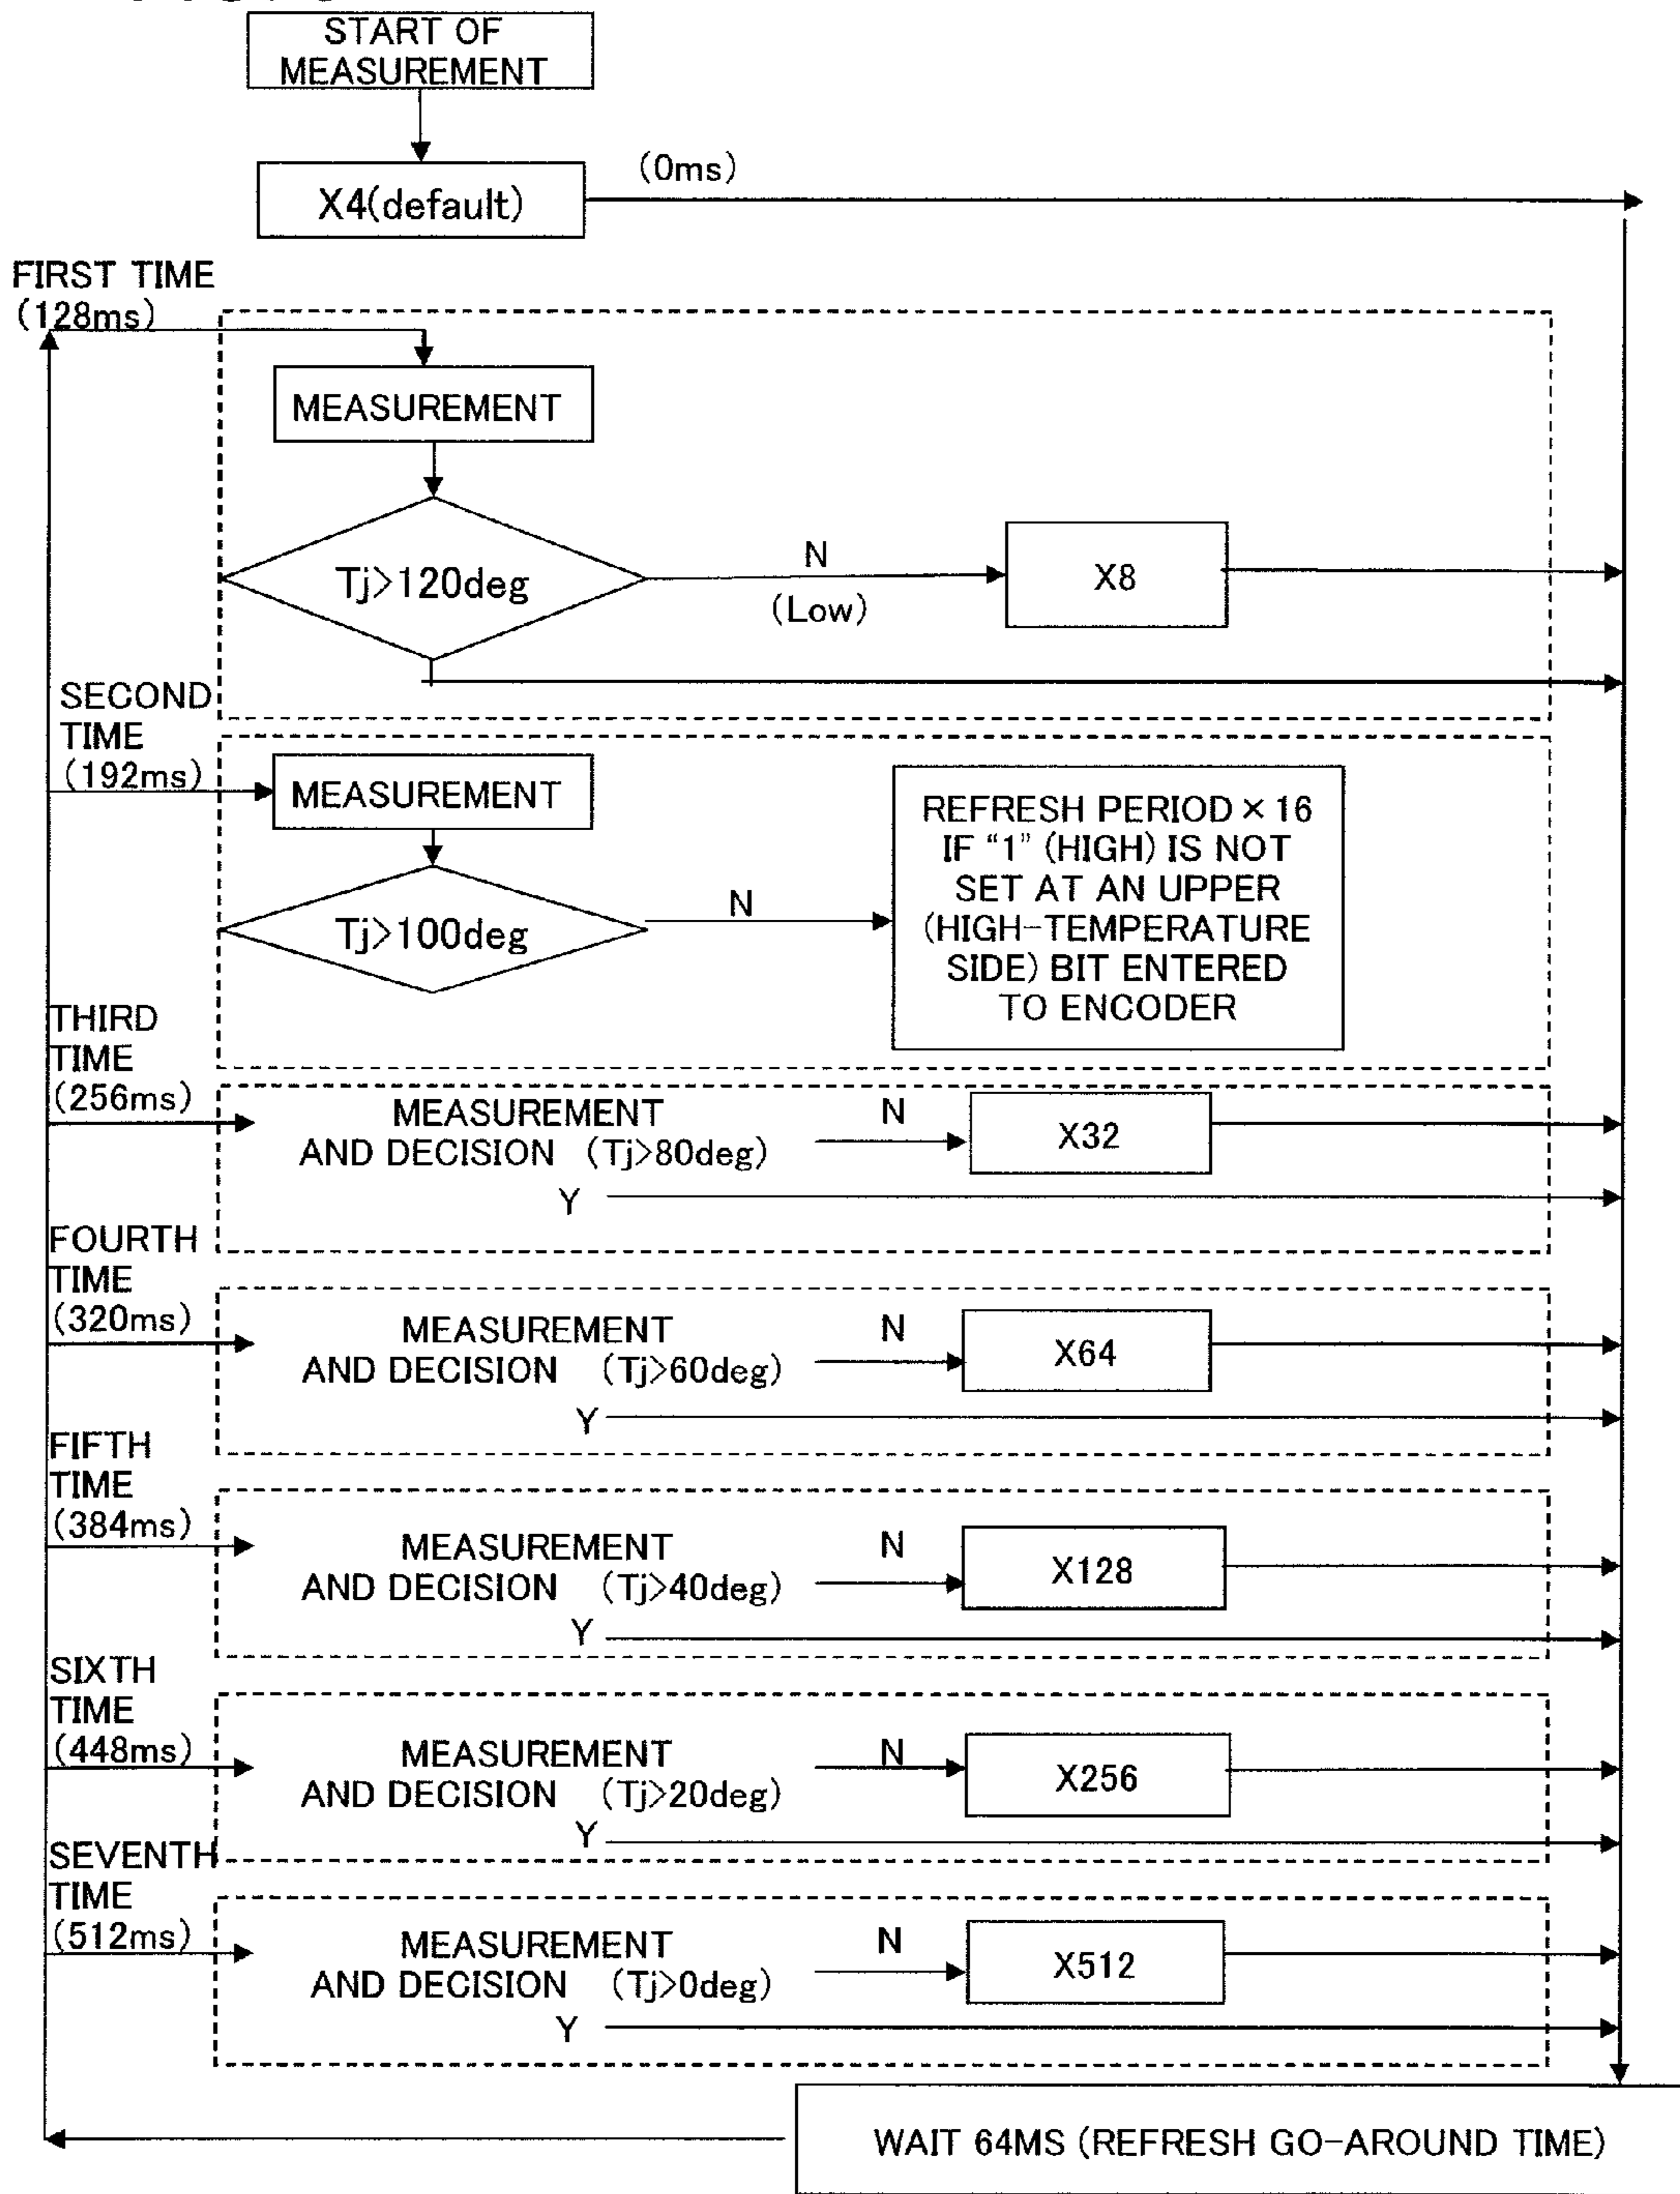 START OF
MEASUREMENT
X4(default)
(0ms)
FIRST TIME
(128ms)
MEASUREMENT
Tj>120deg
N
(Low)
X8
SECOND
TIME
(192ms)
MEASUREMENT
Tj>100deg
N
REFRESH PERIOD × 16
IF “1” (HIGH) IS NOT
SET AT AN UPPER
(HIGH-TEMPERATURE
SIDE) BIT ENTERED
TO ENCODER
THIRD
TIME
(256ms)
MEASUREMENT
AND DECISION (Tj>80deg)
N
X32
Y
FOURTH
TIME
(320ms)
MEASUREMENT
AND DECISION (Tj>60deg)
N
X64
Y
FIFTH
TIME
(384ms)
MEASUREMENT
AND DECISION (Tj>40deg)
N
X128
Y
SIXTH
TIME
(448ms)
MEASUREMENT
AND DECISION (Tj>20deg)
N
X256
Y
SEVENTH
TIME
(512ms)
MEASUREMENT
AND DECISION (Tj>0deg)
N
X512
Y
WAIT 64MS (REFRESH GO-AROUND TIME)